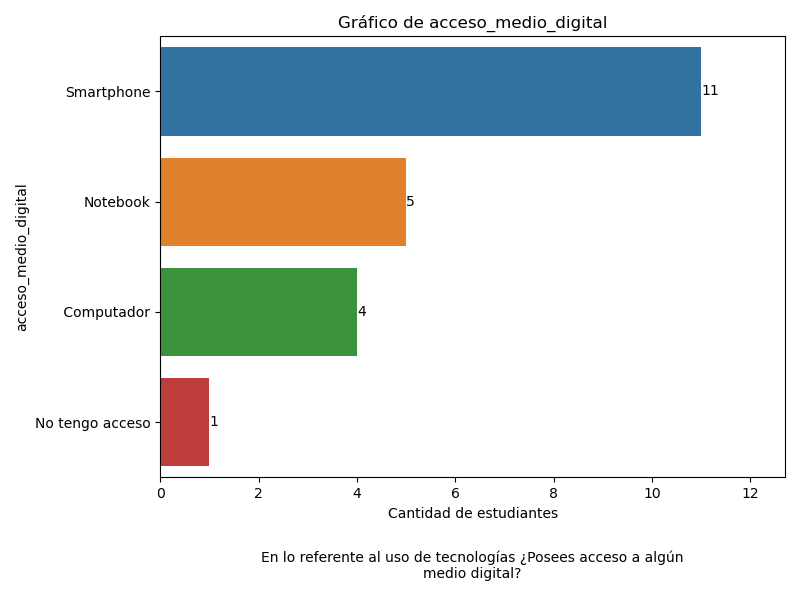 Gráfico de acceso_medio_digital
acceso_medio_digital
Smartphone
11
Notebook
5
Computador
4
No tengo acceso
1
0 2 4 6 8 10 12
Cantidad de estudiantes
En lo referente al uso de tecnologías ¿Posees acceso a algún
medio digital?